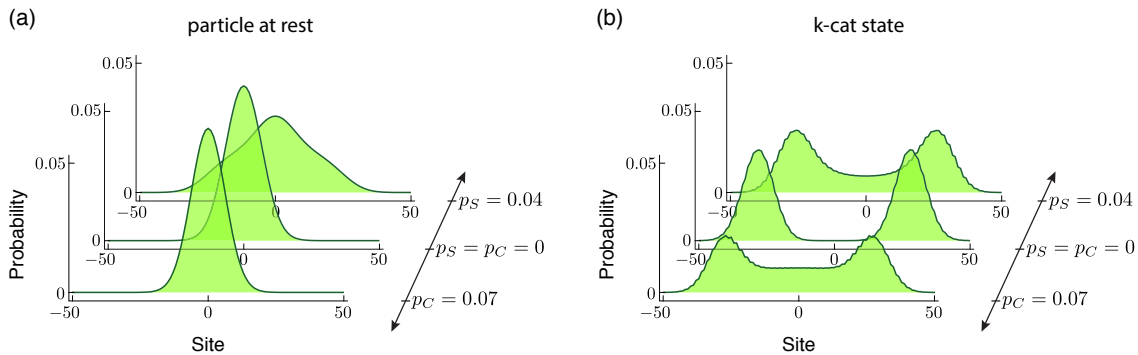 (a)
particle at rest
0.05
0
−50
0
50
0.05
0
−50
0
50
0.05
0
−50
0
50
Probability
Site
p_S = 0.04
p_S = p_C = 0
p_C = 0.07
(b)
k-cat state
0.05
0
−50
0
50
0.05
0
−50
0
50
0.05
0
−50
0
50
Probability
Site
p_S = 0.04
p_S = p_C = 0
p_C = 0.07